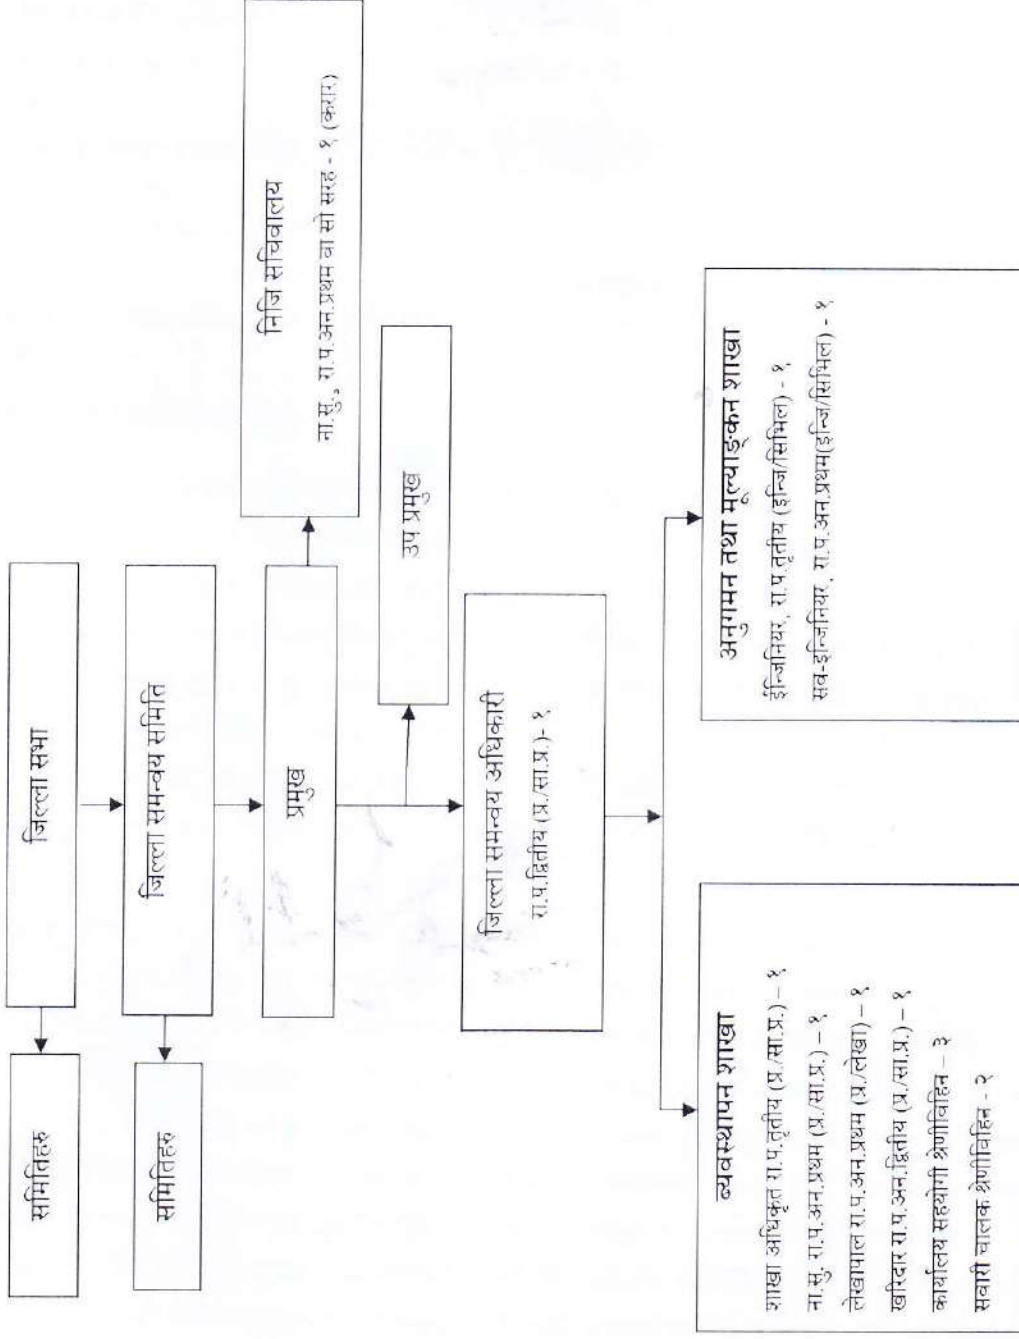 जिल्ला सभा
समितिहरु
जिल्ला समन्वय समिति
समितिहरु
प्रमुख
निजि सचिवालय
ना.सु., रा.प.अन.प्रथम वा सो सरह - १ (करार)
उप प्रमुख
जिल्ला समन्वय अधिकारी
रा.प.द्वितीय (प्र./सा.प्र.)- १
व्यवस्थापन शाखा
शाखा अधिकृत रा.प.तृतीय (प्र./सा.प्र.) – १
ना.सु. रा.प.अन.प्रथम (प्र./सा.प्र.) – १
लेखापाल रा.प.अन.प्रथम (प्र./लेखा) – १
खरिदार रा.प.अन.द्वितीय (प्र./सा.प्र.) – १
कार्यालय सहयोगी श्रेणीविहिन – ३
सवारी चालक श्रेणीविहिन - २
अनुगमन तथा मूल्याङ्कन शाखा
ईन्जिनियर, रा.प.तृतीय (इन्जि/सिभिल) - १
सव-इन्जिनियर, रा.प.अन.प्रथम(इन्जि/सिभिल) - १